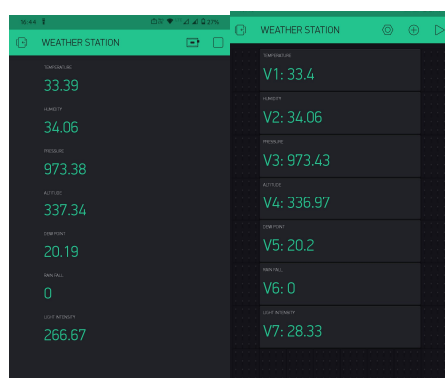 16:44
27%
WEATHER STATION
TEMPERATURE
33.39
HUMIDITY
34.06
PRESSURE
973.38
ALTITUDE
337.34
DEW POINT
20.19
RAIN FALL
0
LIGHT INTENSITY
266.67
WEATHER STATION
TEMPERATURE
V1: 33.4
HUMIDITY
V2: 34.06
PRESSURE
V3: 973.43
ALTITUDE
V4: 336.97
DEW POINT
V5: 20.2
RAIN FALL
V6: 0
LIGHT INTENSITY
V7: 28.33